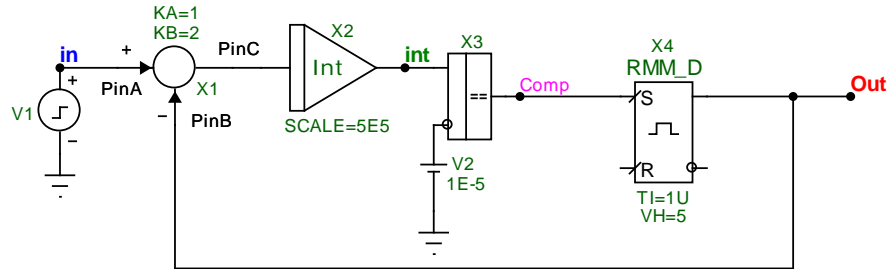 KA=1
KB=2
in
+
PinA
PinC
X1
−
PinB
V1
+
−
X2
Int
SCALE=5E5
int
X3
==
V2
1E-5
Comp
X4
RMM_D
S
R
TI=1U
VH=5
Out